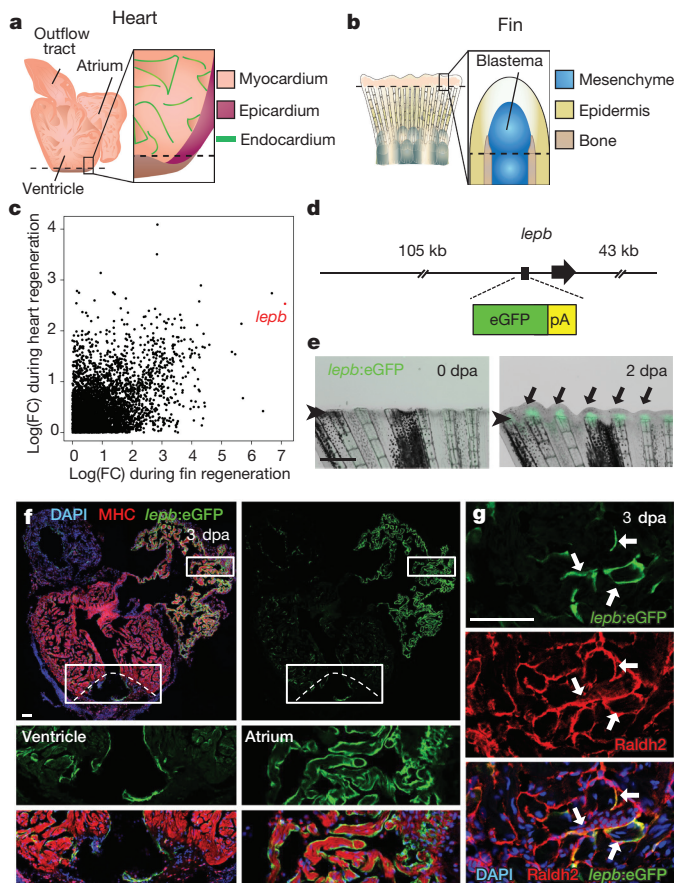 a
Heart
Outflow
tract
Atrium
Ventricle
Myocardium
Epicardium
Endocardium
b
Fin
Blastema
Mesenchyme
Epidermis
Bone
c
Log(FC) during heart regeneration
4
3
2
1
0
lepb
0 1 2 3 4 5 6 7
Log(FC) during fin regeneration
d
lepb
105 kb
43 kb
eGFP
pA
e
lepb:eGFP
0 dpa
2 dpa
f
DAPI MHC lepb:eGFP
3 dpa
Ventricle
Atrium
g
3 dpa
lepb:eGFP
Raldh2
DAPI Raldh2 lepb:eGFP